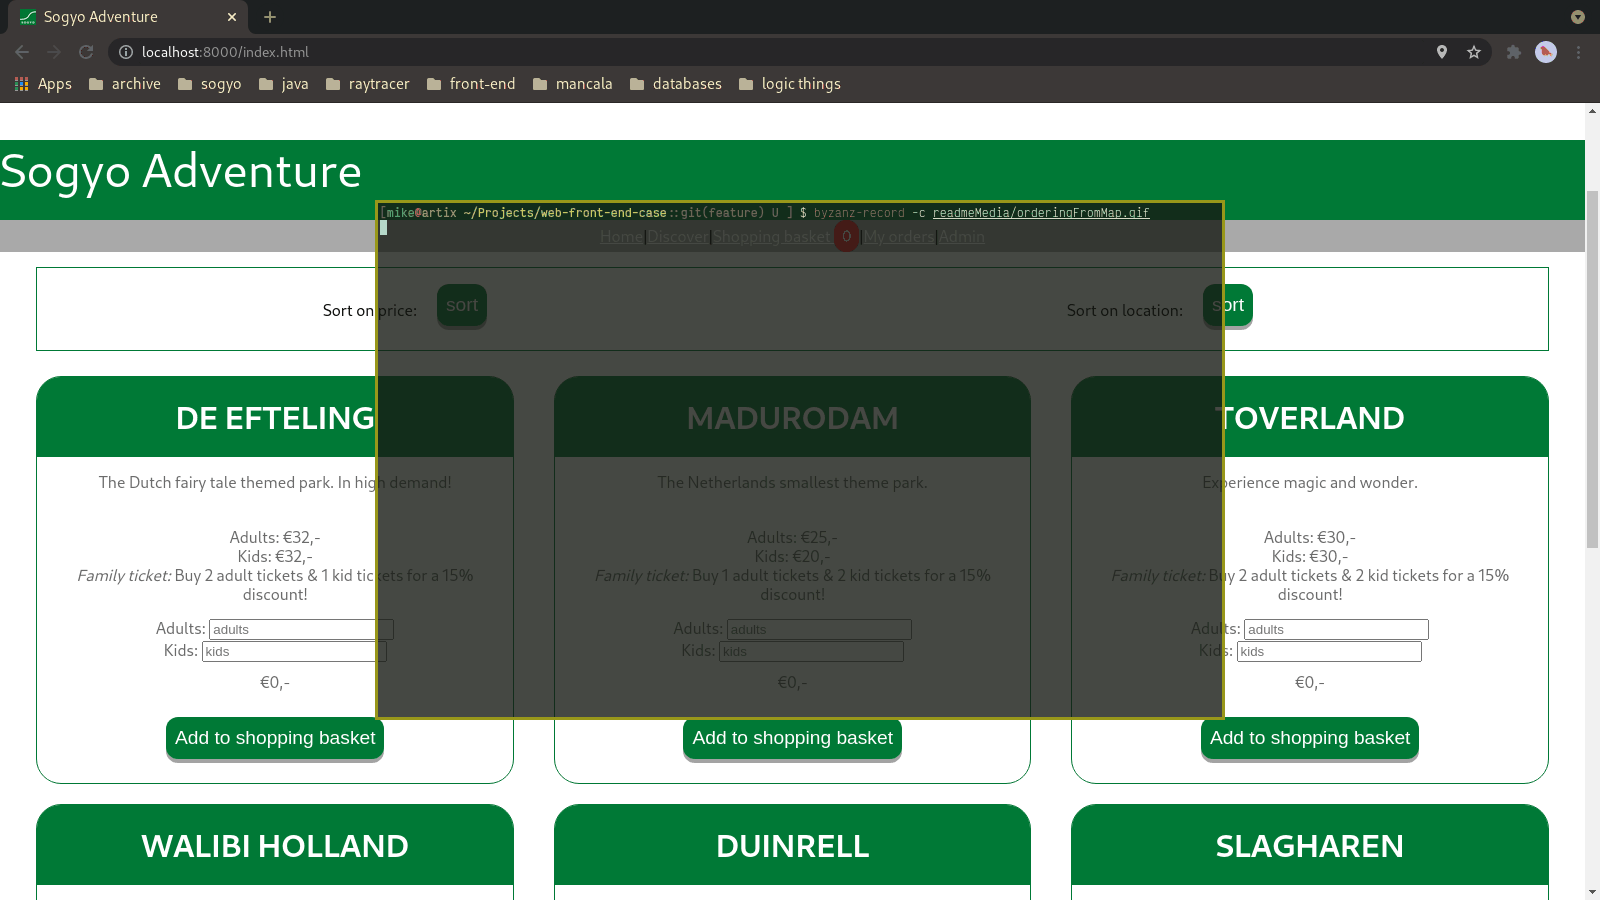 Sogyo Adventure
localhost:8000/index.html
Apps archive sogyo java raytracer front-end mancala databases logic things
Sogyo Adventure
[mike@artix ~/Projects/web-front-end-case::git(feature) U ] $ byzanz-record -c readmeMedia/orderingFromMap.gif
Home|Discover|Shopping basket 0 |My orders|Admin
Sort on price: sort Sort on location: sort
DE EFTELING
The Dutch fairy tale themed park. In high demand!
Adults: €32,-
Kids: €32,-
Family ticket: Buy 2 adult tickets & 1 kid tickets for a 15%
discount!
Adults: adults
Kids: kids
€0,-
Add to shopping basket
MADURODAM
The Netherlands smallest theme park.
Adults: €25,-
Kids: €20,-
Family ticket: Buy 1 adult tickets & 2 kid tickets for a 15%
discount!
Adults: adults
Kids: kids
€0,-
Add to shopping basket
TOVERLAND
Experience magic and wonder.
Adults: €30,-
Kids: €30,-
Family ticket: Buy 2 adult tickets & 2 kid tickets for a 15%
discount!
Adults: adults
Kids: kids
€0,-
Add to shopping basket
WALIBI HOLLAND
DUINRELL
SLAGHAREN